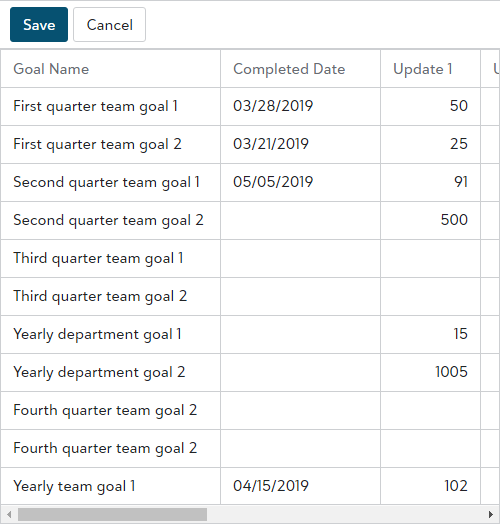 Save Cancel
Goal Name Completed Date Update 1
First quarter team goal 1 03/28/2019 50
First quarter team goal 2 03/21/2019 25
Second quarter team goal 1 05/05/2019 91
Second quarter team goal 2 500
Third quarter team goal 1
Third quarter team goal 2
Yearly department goal 1 15
Yearly department goal 2 1005
Fourth quarter team goal 2
Fourth quarter team goal 2
Yearly team goal 1 04/15/2019 102